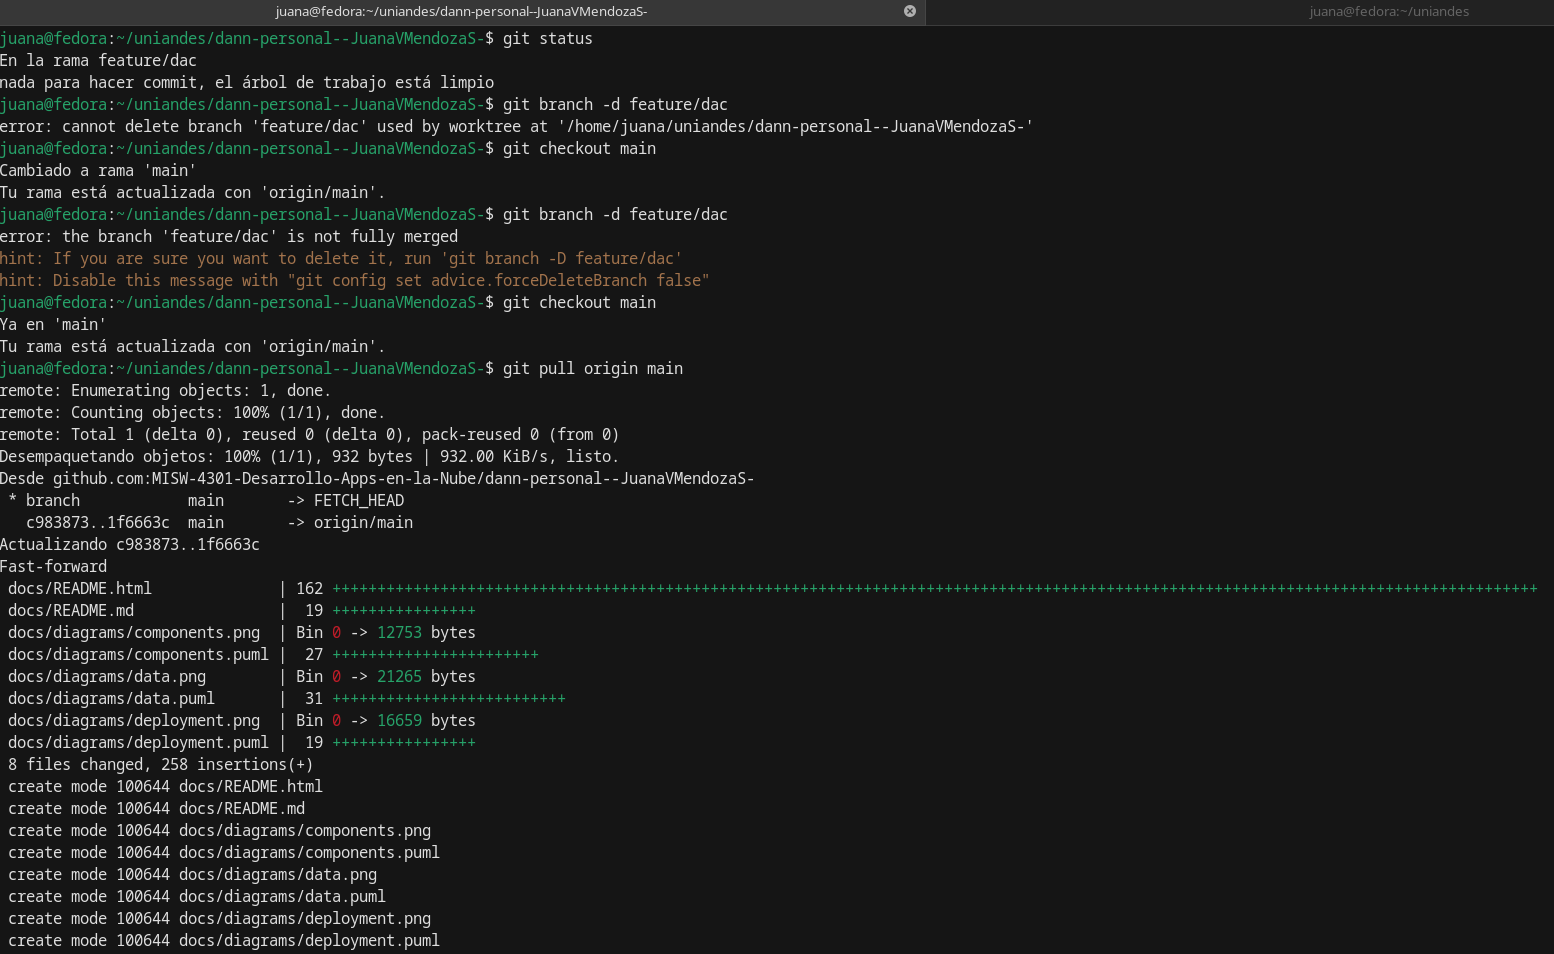 juana@fedora:~/uniandes/dann-personal--JuanaVMendozaS-
juana@fedora:~/uniandes
juana@fedora:~/uniandes/dann-personal--JuanaVMendozaS-$ git status
En la rama feature/dac
nada para hacer commit, el árbol de trabajo está limpio
juana@fedora:~/uniandes/dann-personal--JuanaVMendozaS-$ git branch -d feature/dac
error: cannot delete branch 'feature/dac' used by worktree at '/home/juana/uniandes/dann-personal--JuanaVMendozaS-'
juana@fedora:~/uniandes/dann-personal--JuanaVMendozaS-$ git checkout main
Cambiado a rama 'main'
Tu rama está actualizada con 'origin/main'.
juana@fedora:~/uniandes/dann-personal--JuanaVMendozaS-$ git branch -d feature/dac
error: the branch 'feature/dac' is not fully merged
hint: If you are sure you want to delete it, run 'git branch -D feature/dac'
hint: Disable this message with "git config set advice.forceDeleteBranch false"
juana@fedora:~/uniandes/dann-personal--JuanaVMendozaS-$ git checkout main
Ya en 'main'
Tu rama está actualizada con 'origin/main'.
juana@fedora:~/uniandes/dann-personal--JuanaVMendozaS-$ git pull origin main
remote: Enumerating objects: 1, done.
remote: Counting objects: 100% (1/1), done.
remote: Total 1 (delta 0), reused 0 (delta 0), pack-reused 0 (from 0)
Desempaquetando objetos: 100% (1/1), 932 bytes | 932.00 KiB/s, listo.
Desde github.com:MISW-4301-Desarrollo-Apps-en-la-Nube/dann-personal--JuanaVMendozaS-
 * branch            main       -> FETCH_HEAD
   c983873..1f6663c  main       -> origin/main
Actualizando c983873..1f6663c
Fast-forward
 docs/README.html              | 162 ++++++++++++++++++++++++++++++++++++++++++++++++++++++++++++++++++++++++++++++++++++++++++++++++++++++++++++++++++++++++++++++++++++++
 docs/README.md                |  19 ++++++++++++++++
 docs/diagrams/components.png  | Bin 0 -> 12753 bytes
 docs/diagrams/components.puml |  27 +++++++++++++++++++++++
 docs/diagrams/data.png        | Bin 0 -> 21265 bytes
 docs/diagrams/data.puml       |  31 ++++++++++++++++++++++++++
 docs/diagrams/deployment.png  | Bin 0 -> 16659 bytes
 docs/diagrams/deployment.puml |  19 ++++++++++++++++
 8 files changed, 258 insertions(+)
 create mode 100644 docs/README.html
 create mode 100644 docs/README.md
 create mode 100644 docs/diagrams/components.png
 create mode 100644 docs/diagrams/components.puml
 create mode 100644 docs/diagrams/data.png
 create mode 100644 docs/diagrams/data.puml
 create mode 100644 docs/diagrams/deployment.png
 create mode 100644 docs/diagrams/deployment.puml